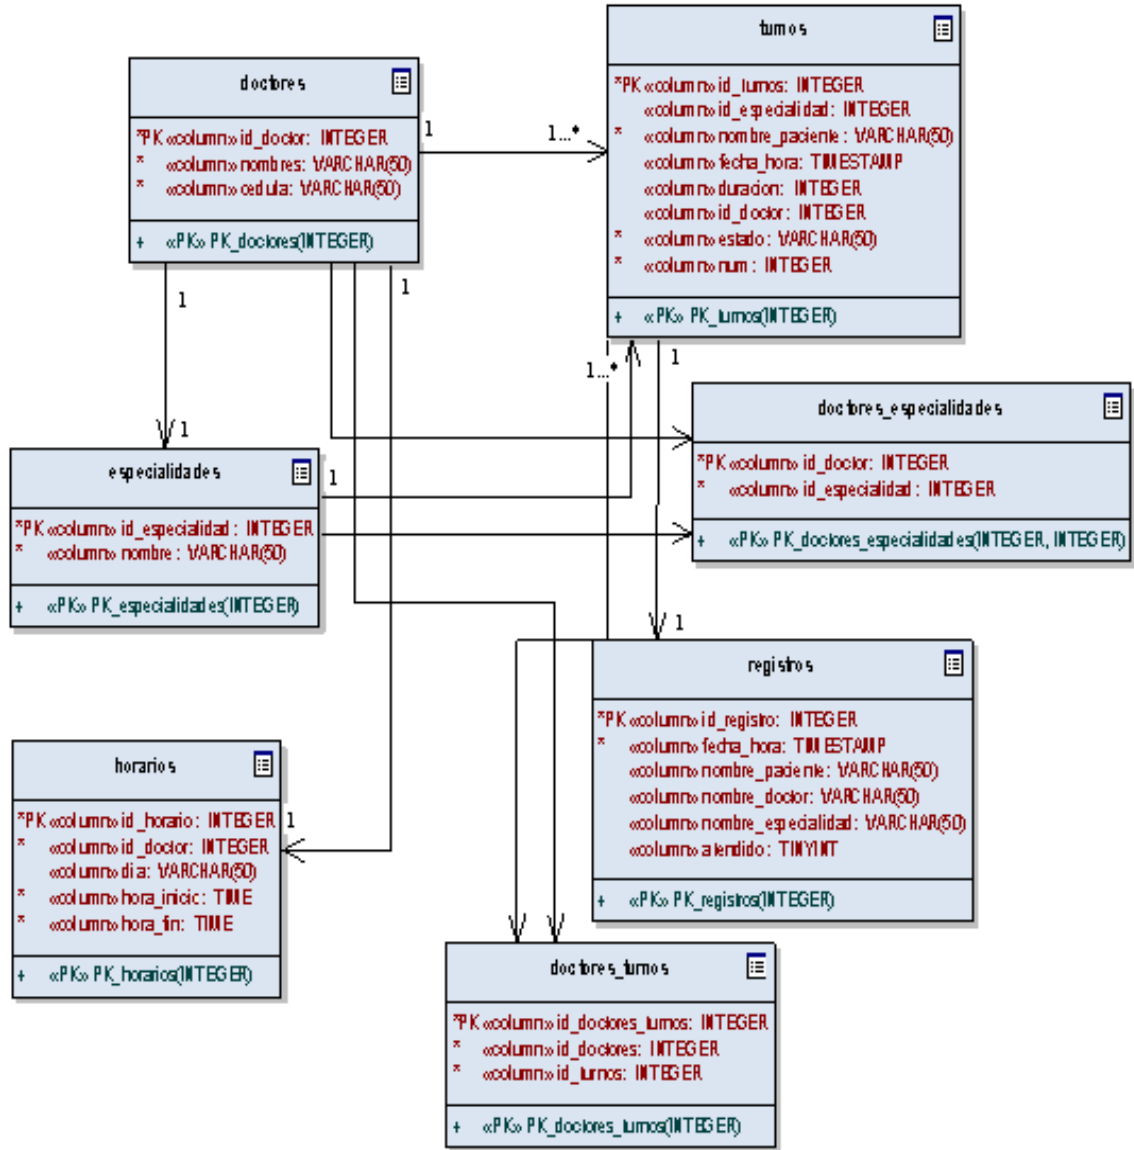 doctores
*PK «column» id_doctor: INTEGER
* «column» nombres: VARCHAR(50)
* «column» cedula: VARCHAR(50)
+ «PK» PK_doctores(INTEGER)
turnos
*PK «column» id_turnos: INTEGER
«column» id_especialidad: INTEGER
* «column» nombre_paciente: VARCHAR(50)
* «column» fecha_hora: TIMESTAMP
«column» duracion: INTEGER
«column» id_doctor: INTEGER
* «column» estado: VARCHAR(50)
* «column» num: INTEGER
+ «PK» PK_turnos(INTEGER)
1
1...*
1
1
1
1...*
1
doctores_especialidades
*PK «column» id_doctor: INTEGER
* «column» id_especialidad: INTEGER
+ «PK» PK_doctores_especialidades(INTEGER, INTEGER)
especialidades
*PK «column» id_especialidad: INTEGER
* «column» nombre: VARCHAR(50)
+ «PK» PK_especialidades(INTEGER)
1
1
registros
*PK «column» id_registro: INTEGER
* «column» fecha_hora: TIMESTAMP
«column» nombre_paciente: VARCHAR(50)
«column» nombre_doctor: VARCHAR(50)
«column» nombre_especialidad: VARCHAR(50)
«column» atendido: TINYINT
+ «PK» PK_registros(INTEGER)
horarios
*PK «column» id_horario: INTEGER
* «column» id_doctor: INTEGER
«column» dia: VARCHAR(50)
* «column» hora_inicic: TIME
* «column» hora_fin: TIME
+ «PK» PK_horarios(INTEGER)
1
doctores_turnos
*PK «column» id_doctores_turnos: INTEGER
* «column» id_doctores: INTEGER
* «column» id_turnos: INTEGER
+ «PK» PK_doctores_turnos(INTEGER)